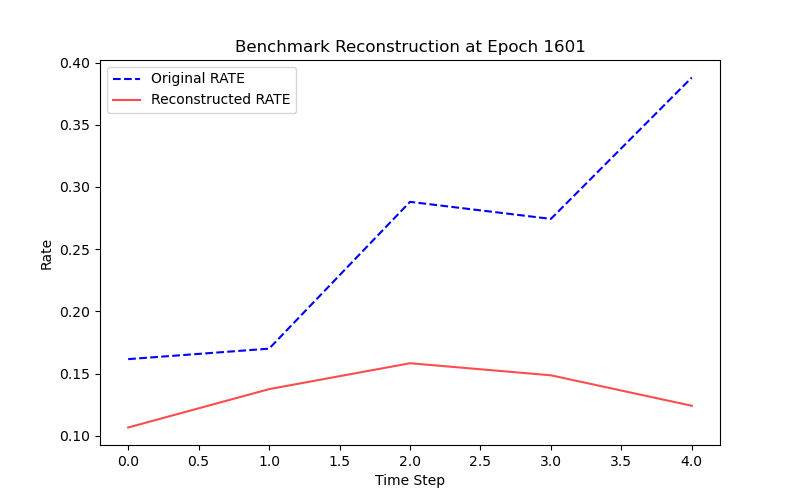 Benchmark Reconstruction at Epoch 1601
Original RATE
Reconstructed RATE
0.40
0.35
0.30
0.25
0.20
0.15
0.10
Rate
0.0 0.5 1.0 1.5 2.0 2.5 3.0 3.5 4.0
Time Step